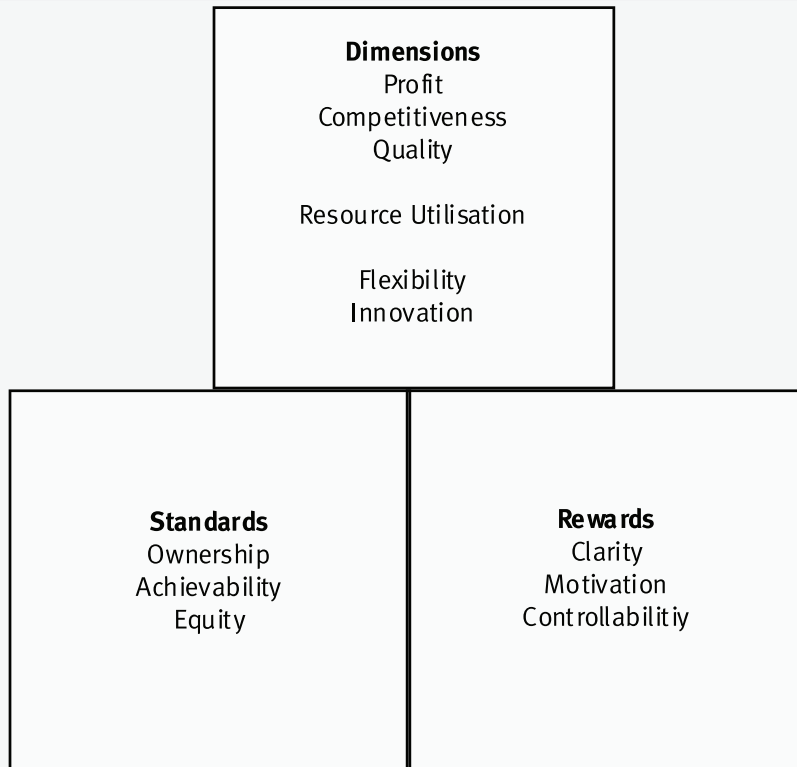 Dimensions
Profit
Competitiveness
Quality
Resource Utilisation
Flexibility
Innovation
Standards
Ownership
Achievability
Equity
Rewards
Clarity
Motivation
Controllabilitiy